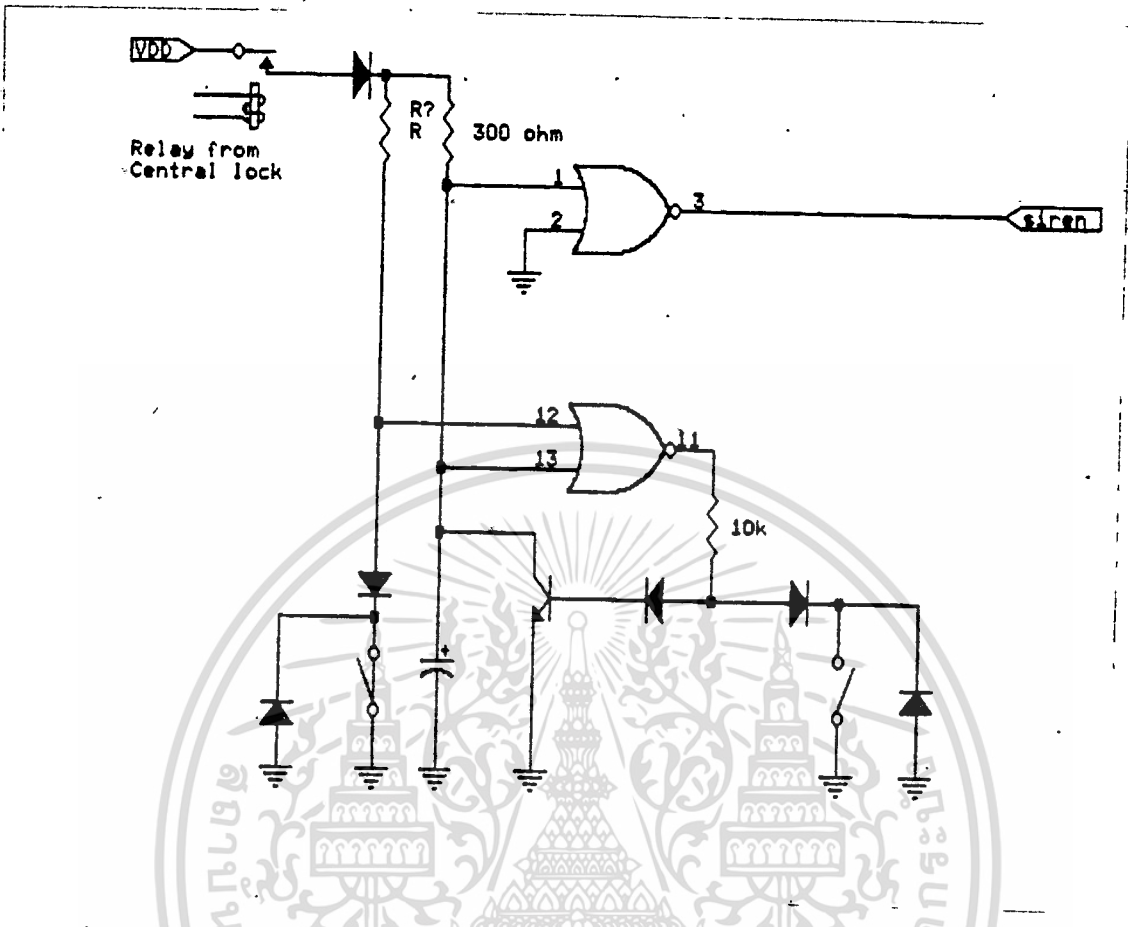 VDD
R?
R
300 ohm
Relay from
Central lock
1
2
3
siren
12
13
11
10k
+